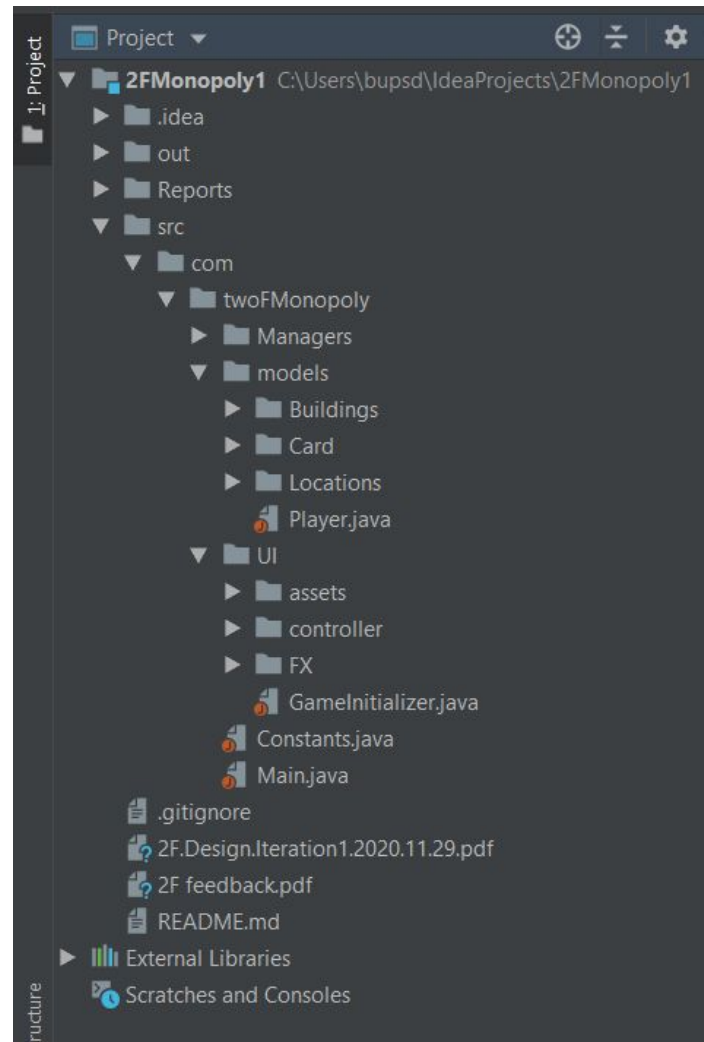 Project
1: Project
2FMonopoly1 C:\Users\bupsd\IdeaProjects\2FMonopoly1
.idea
out
Reports
src
com
twoFMonopoly
Managers
models
Buildings
Card
Locations
Player.java
UI
assets
controller
FX
GameInitializer.java
Constants.java
Main.java
.gitignore
2F.Design.Iteration1.2020.11.29.pdf
2F feedback.pdf
README.md
External Libraries
Scratches and Consoles
ructure